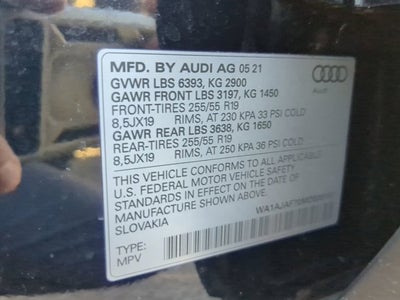 MFD. BY AUDI AG 05 21
GVWR LBS 6393, KG 2900
GAWR FRONT LBS 3197, KG 1450
FRONT-TIRES 255/55 R19
8,5JX19 RIMS, AT 230 KPA 33 PSI COLD
GAWR REAR LBS 3638, KG 1650
REAR-TIRES 255/55 R19
8,5JX19 RIMS, AT 250 KPA 36 PSI COLD
THIS VEHICLE CONFORMS TO ALL APPLICABLE
U.S. FEDERAL MOTOR VEHICLE SAFETY
STANDARDS IN EFFECT ON THE DATE OF
MANUFACTURE SHOWN ABOVE.
SLOVAKIA
TYPE:
MPV
Audi